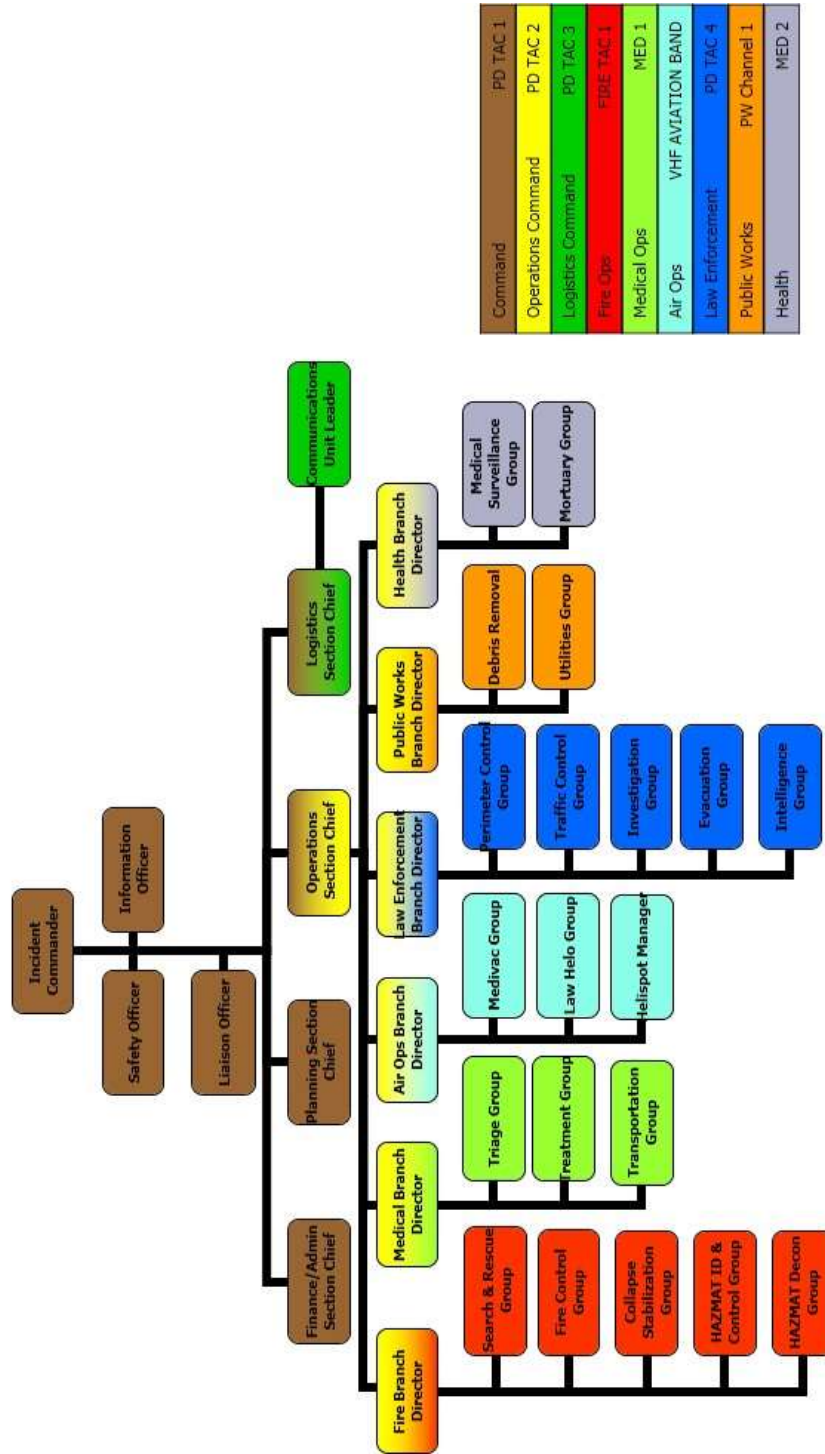 Incident
Commander
Safety Officer
Information
Officer
Liaison Officer
Finance/Admin
Section Chief
Planning Section
Chief
Operations
Section Chief
Logistics
Section Chief
Communications
Unit Leader
Fire Branch
Director
Medical Branch
Director
Air Ops Branch
Director
Law Enforcement
Branch Director
Public Works
Branch Director
Health Branch
Director
Search & Rescue
Group
Fire Control
Group
Collapse
Stabilization
Group
HAZMAT ID &
Control Group
HAZMAT Decon
Group
Triage Group
Treatment Group
Transportation
Group
Medivac Group
Law Helo Group
Helispot Manager
Perimeter Control
Group
Traffic Control
Group
Investigation
Group
Evacuation
Group
Intelligence
Group
Debris Removal
Utilities Group
Medical
Surveillance
Group
Mortuary Group
Command PD TAC 1
Operations Command PD TAC 2
Logistics Command PD TAC 3
Fire Ops FIRE TAC 1
Medical Ops MED 1
Air Ops VHF AVIATION BAND
Law Enforcement PD TAC 4
Public Works PW Channel 1
Health MED 2